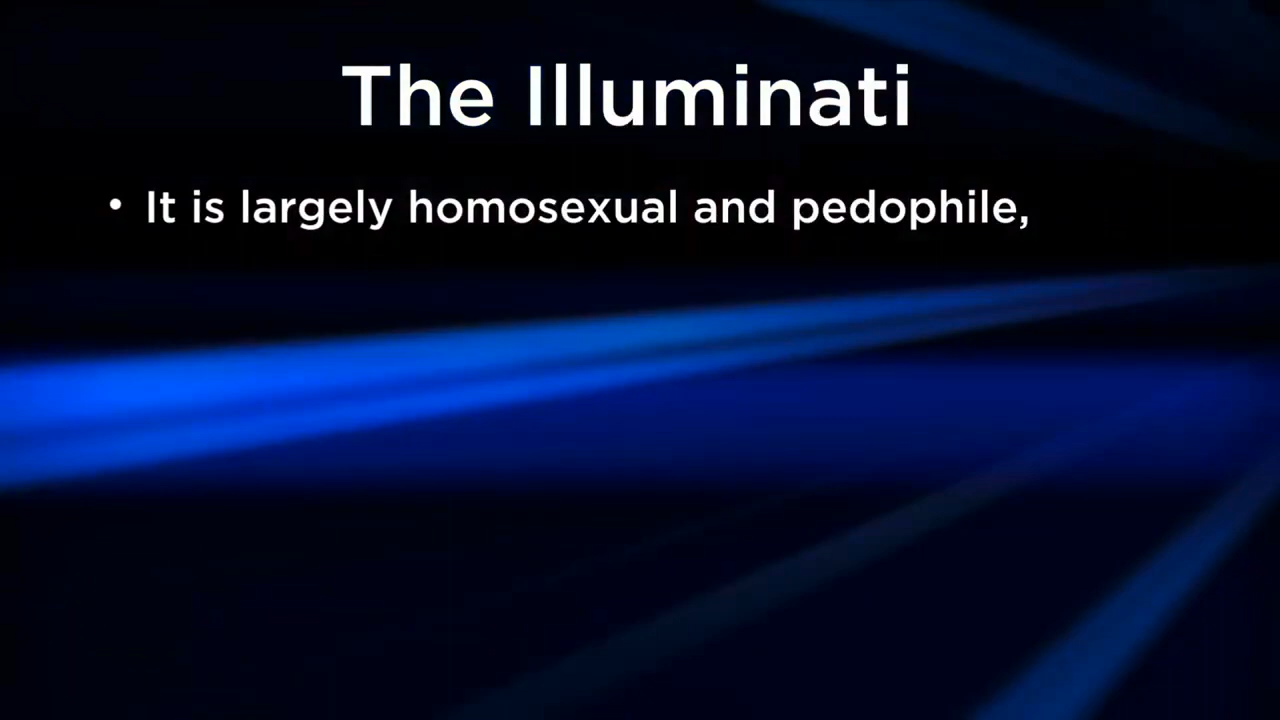 The Illuminati
• It is largely homosexual and pedophile,